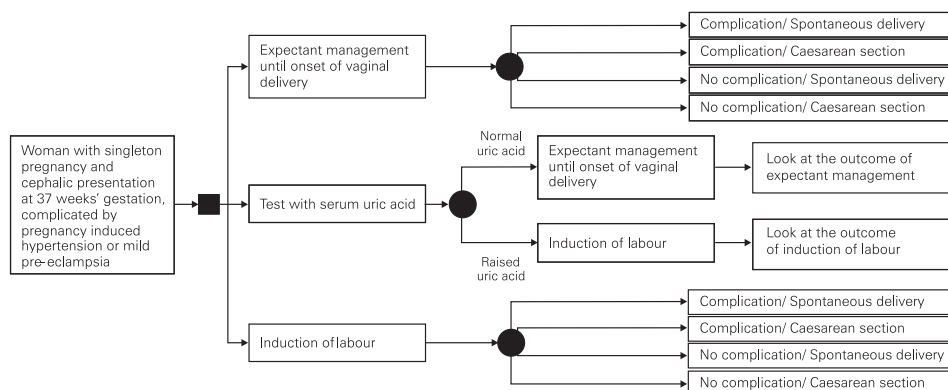 Woman with singleton
pregnancy and
cephalic presentation
at 37 weeks' gestation,
complicated by
pregnancy induced
hypertension or mild
pre-eclampsia
Expectant management
until onset of vaginal
delivery
Complication/ Spontaneous delivery
Complication/ Caesarean section
No complication/ Spontaneous delivery
No complication/ Caesarean section
Test with serum uric acid
Normal
uric acid
Expectant management
until onset of vaginal
delivery
Look at the outcome of
expectant management
Raised
uric acid
Induction of labour
Look at the outcome
of induction of labour
Induction of labour
Complication/ Spontaneous delivery
Complication/ Caesarean section
No complication/ Spontaneous delivery
No complication/ Caesarean section